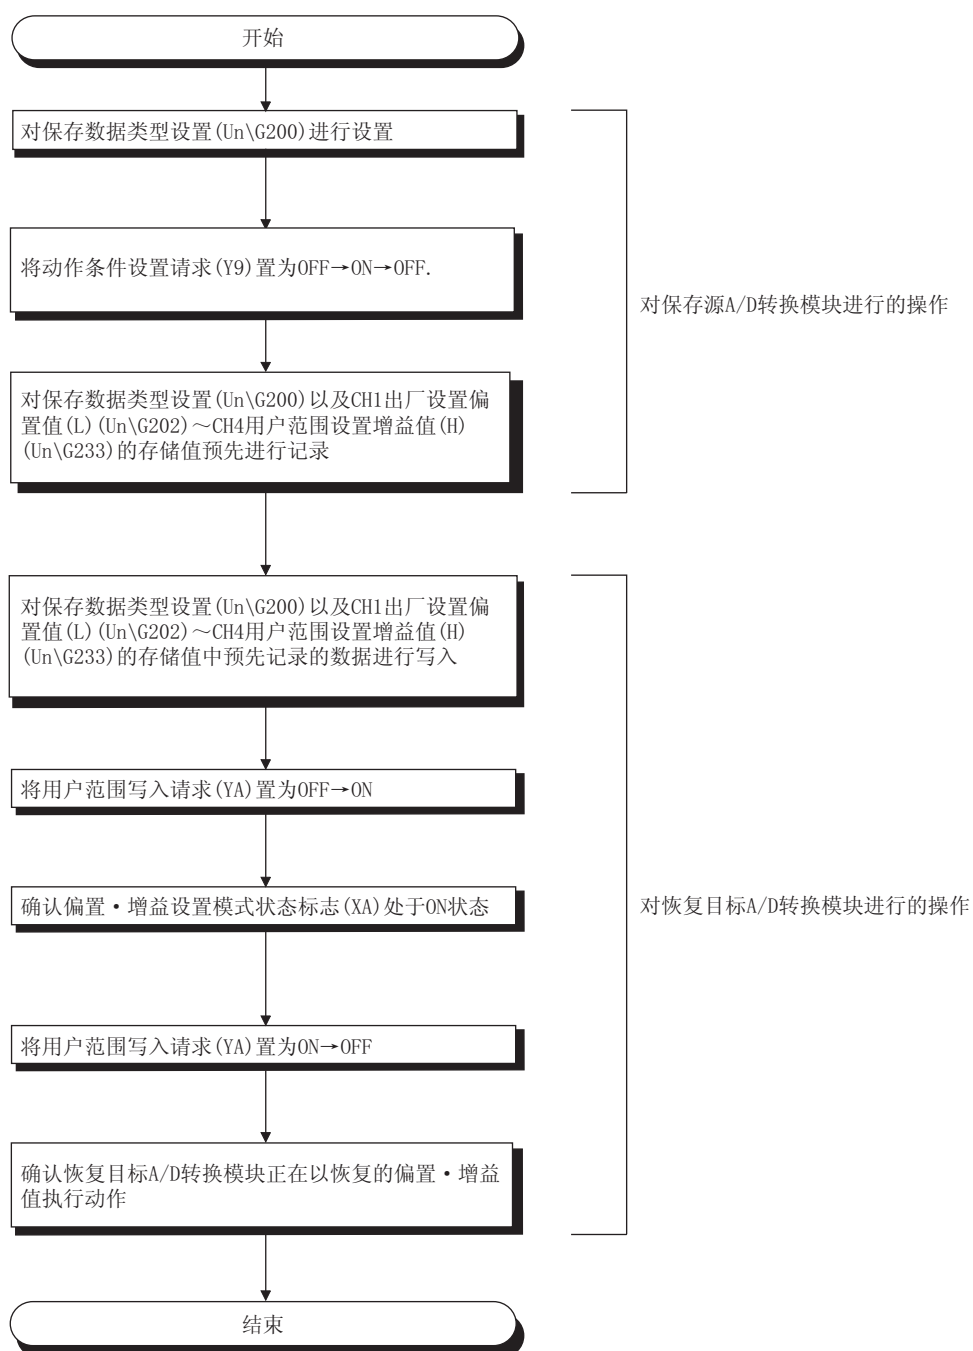 开始
对保存数据类型设置(Un\G200)进行设置
将动作条件设置请求(Y9)置为OFF→ON→OFF.
对保存源A/D转换模块进行的操作
对保存数据类型设置(Un\G200)以及CH1出厂设置偏
置值(L)(Un\G202)～CH4用户范围设置增益值(H)
(Un\G233)的存储值预先进行记录
对保存数据类型设置(Un\G200)以及CH1出厂设置偏
置值(L)(Un\G202)～CH4用户范围设置增益值(H)
(Un\G233)的存储值中预先记录的数据进行写入
将用户范围写入请求(YA)置为OFF→ON
确认偏置·增益设置模式状态标志(XA)处于ON状态
对恢复目标A/D转换模块进行的操作
将用户范围写入请求(YA)置为ON→OFF
确认恢复目标A/D转换模块正在以恢复的偏置·增益
值执行动作
结束